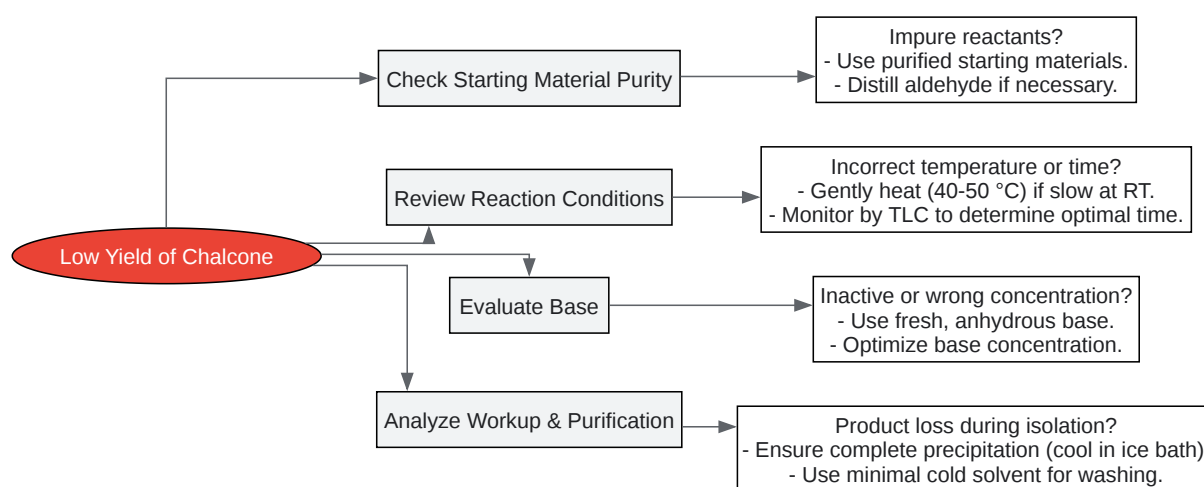 Low Yield of Chalcone
Check Starting Material Purity
Impure reactants?
- Use purified starting materials.
- Distill aldehyde if necessary.
Review Reaction Conditions
Incorrect temperature or time?
- Gently heat (40-50 °C) if slow at RT.
- Monitor by TLC to determine optimal time.
Evaluate Base
Inactive or wrong concentration?
- Use fresh, anhydrous base.
- Optimize base concentration.
Analyze Workup & Purification
Product loss during isolation?
- Ensure complete precipitation (cool in ice bath)
- Use minimal cold solvent for washing.